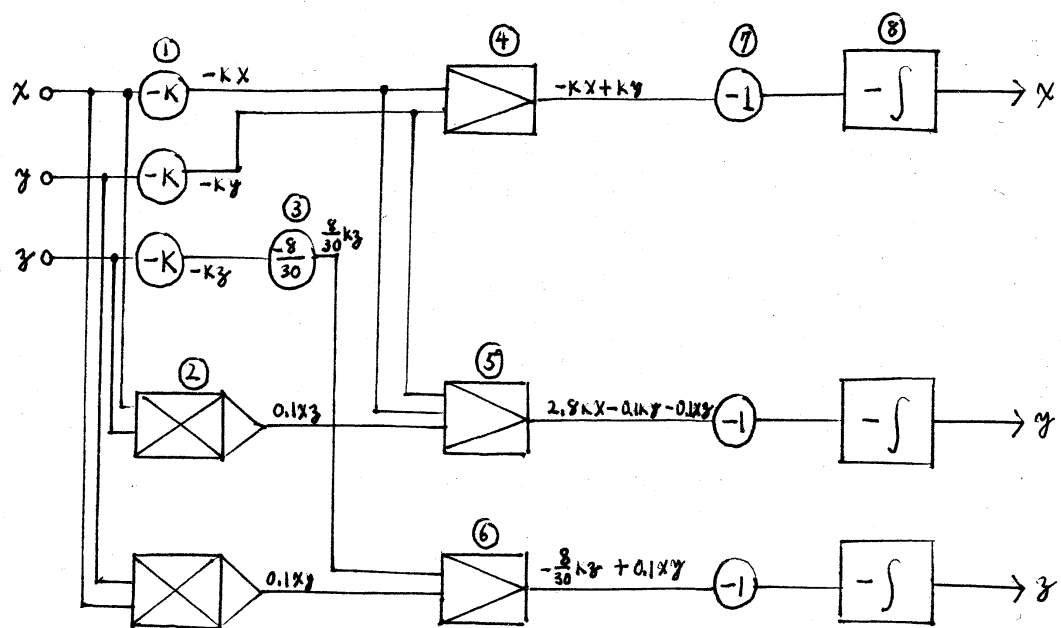 ① ④ ⑦ ⑧
x -K -Kx -Kx+Ky -1 -∫ x
y -K -Ky
③
z -K -Kz -8/30 8/30 Kz
② ⑤
0.1xz 2.8Kx-0.1Ky-0.1xz -1 -∫ y
⑥
0.1xy -8/30 Kz +0.1xy -1 -∫ z